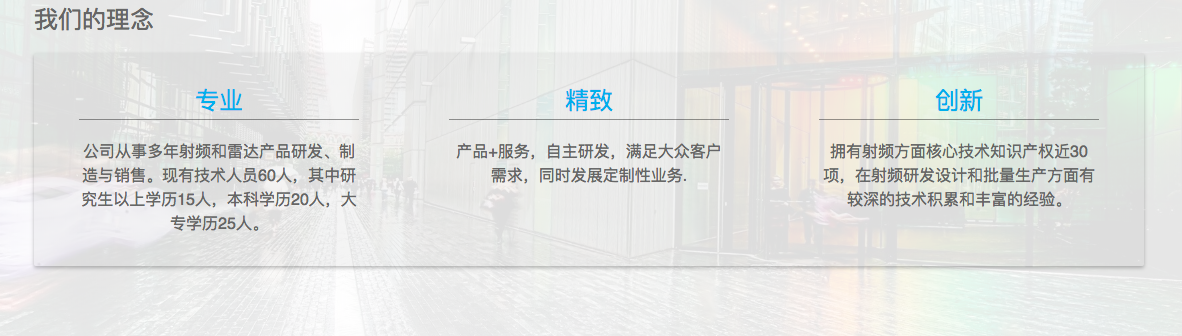 我们的理念
专业
公司从事多年射频和雷达产品研发、制
造与销售。现有技术人员60人，其中研
究生以上学历15人，本科学历20人，大
专学历25人。
精致
产品+服务，自主研发，满足大众客户
需求，同时发展定制性业务.
创新
拥有射频方面核心技术知识产权近30
项，在射频研发设计和批量生产方面有
较深的技术积累和丰富的经验。